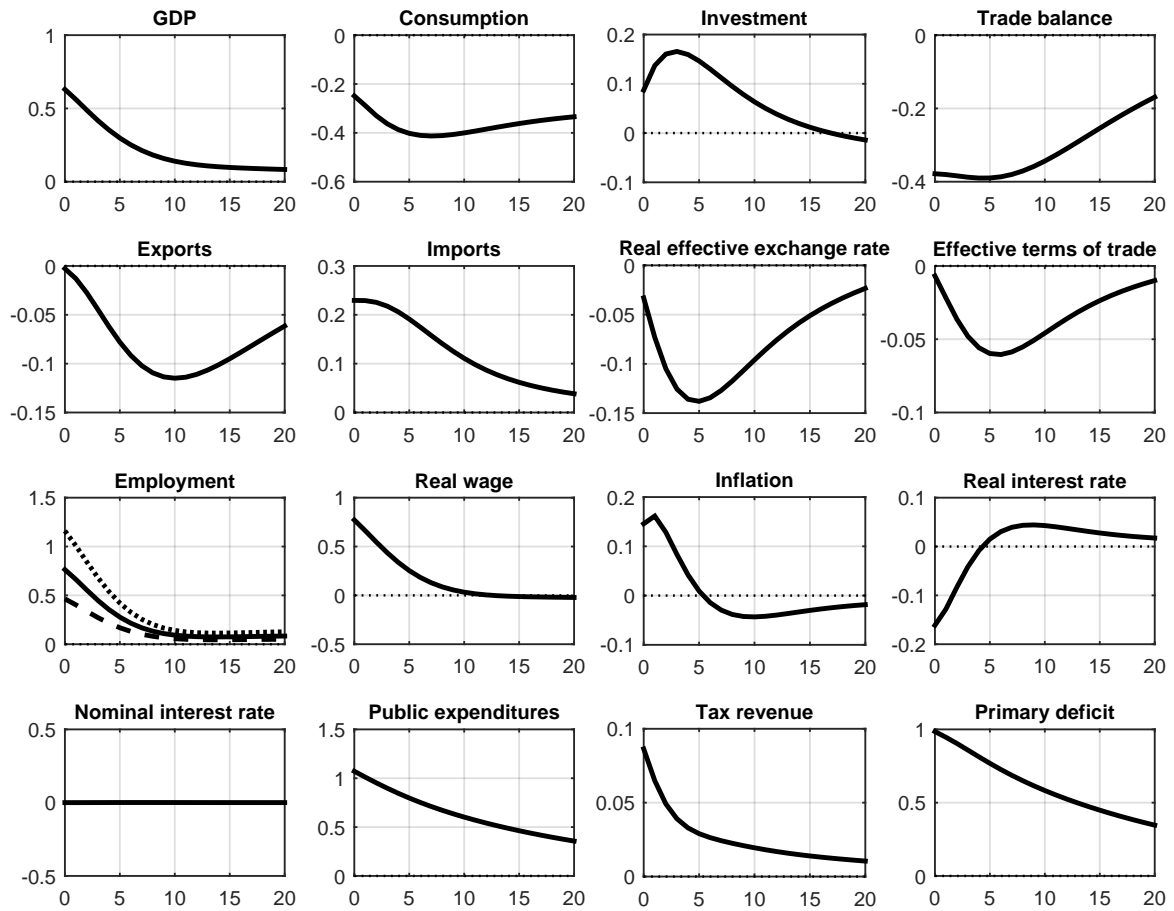 GDP Consumption Investment Trade balance
1 0 0.2 0
0.5 -0.2 0.1 -0.2
-0.4 0
0 -0.6 -0.1 -0.4
0 5 10 15 20 0 5 10 15 20 0 5 10 15 20 0 5 10 15 20
Exports Imports Real effective exchange rate Effective terms of trade
0 0.3 0 0
-0.05 0.2 -0.05 -0.05
-0.1 0.1 -0.1
-0.15 0 -0.15 -0.1
0 5 10 15 20 0 5 10 15 20 0 5 10 15 20 0 5 10 15 20
Employment Real wage Inflation Real interest rate
1.5 1 0.2 0.1
1 0.5 0.1 0
0.5 0 0 -0.1
0 -0.5 -0.1 -0.2
0 5 10 15 20 0 5 10 15 20 0 5 10 15 20 0 5 10 15 20
Nominal interest rate Public expenditures Tax revenue Primary deficit
0.5 1.5 0.1 1
0 1 0.05 0.5
0.5
-0.5 0 0 0
0 5 10 15 20 0 5 10 15 20 0 5 10 15 20 0 5 10 15 20